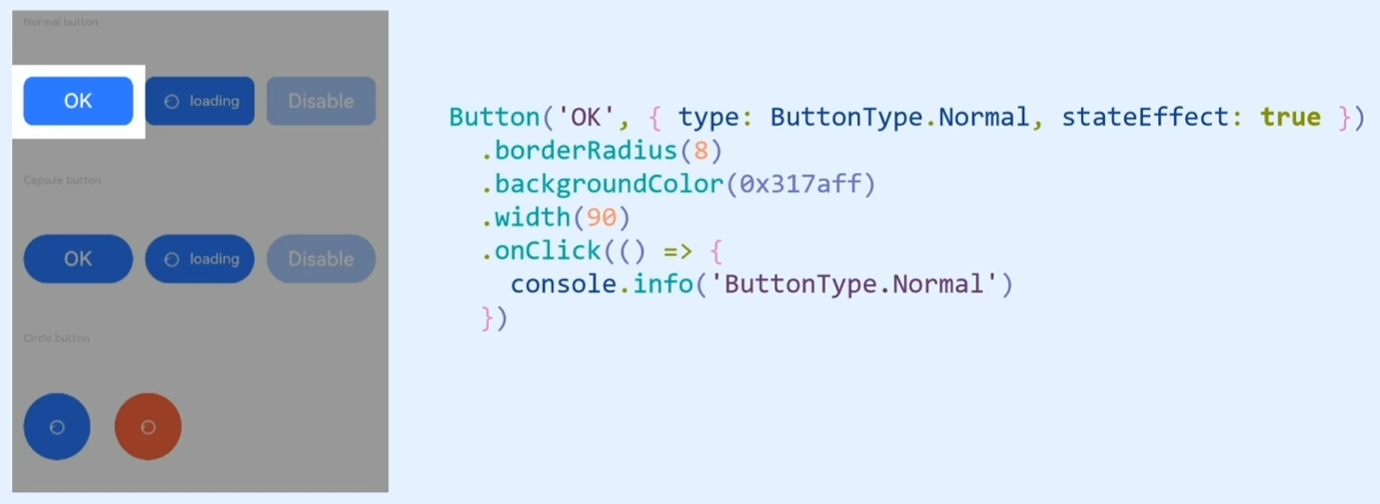 Normal button
OK
loading
Disable
Capsule button
OK
loading
Disable
Circle button
Button('OK', { type: ButtonType.Normal, stateEffect: true })
  .borderRadius(8)
  .backgroundColor(0x317aff)
  .width(90)
  .onClick(() => {
    console.info('ButtonType.Normal')
  })